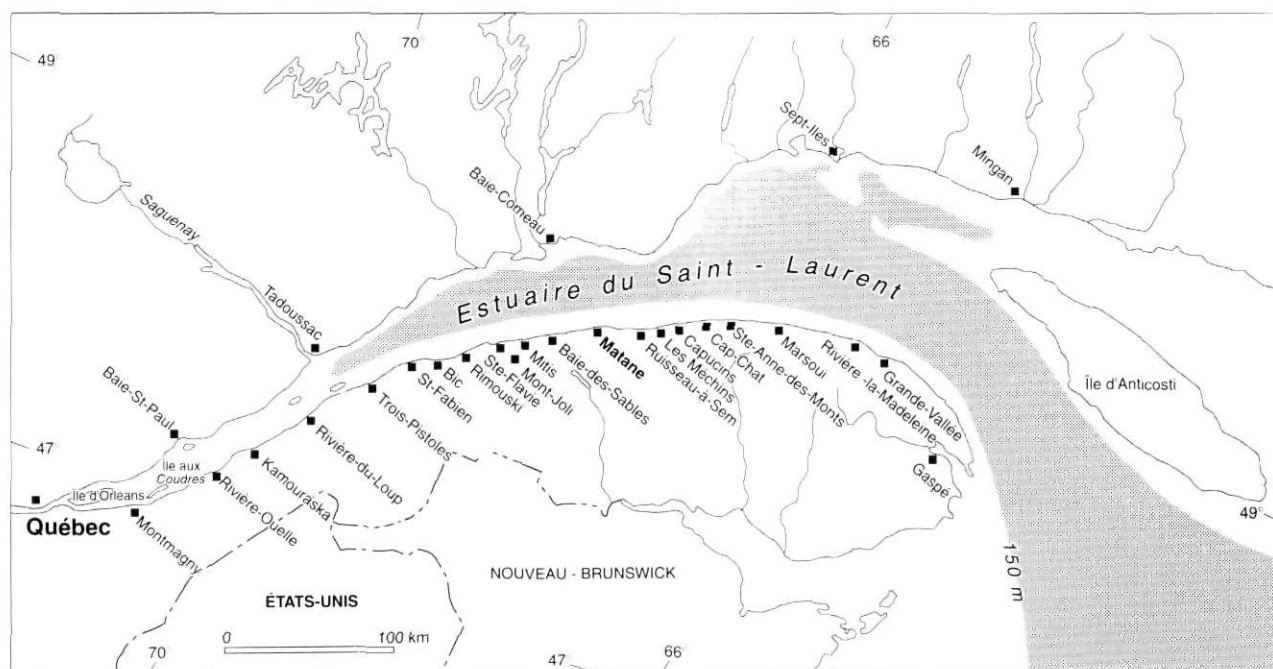 70°
66°
49°
Sept-Iles
Mingan
Baie-Comeau
Saguenay
Tadoussac
Estuaire du Saint - Laurent
Baie-St-Paul
47°
Île aux
Coudres
Île d'Orléans
Québec
Montmagny
Rivière-Ouelle
Kamouraska
Rivière-du-Loup
Trois-Pistoles
St-Fabien
Bic
Rimouski
Ste-Flavie
Mont-Joli
Mitis
Baie-des-Sables
Matane
Ruisseau-à-Sem
Les Méchins
Capucins
Cap-Chat
Ste-Anne-des-Monts
Marsoui
Rivière-la-Madeleine
Grande-Vallée
Gaspé
Île d'Anticosti
49°
150 m
NOUVEAU - BRUNSWICK
ÉTATS-UNIS
0
100 km
70°
47°
66°